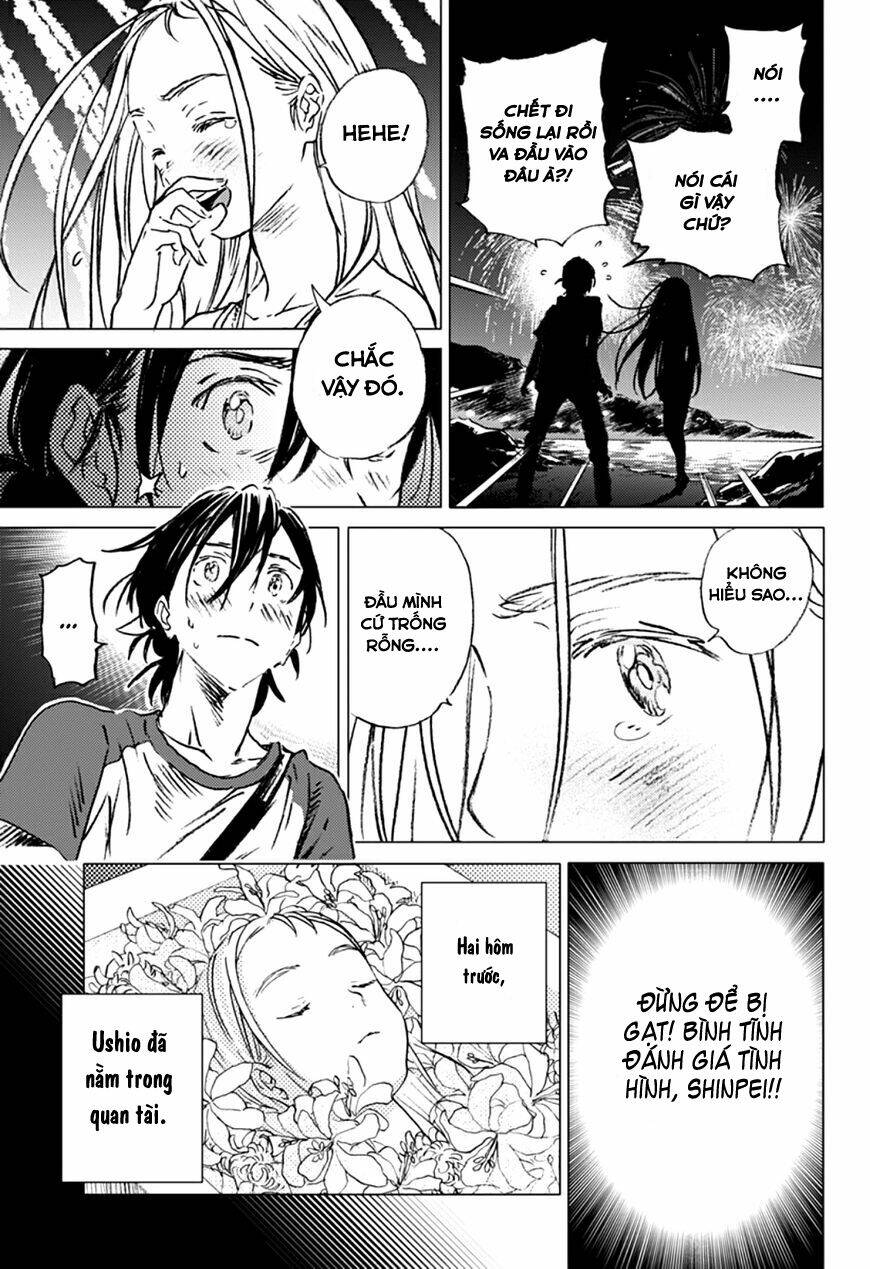 NÓI
....
NÓI CÁI
GÌ VẬY
CHỨ?
CHẾT ĐI
SỐNG LẠI RỒI
VA ĐẦU VÀO
ĐÂU À?!
HEHE!
CHẮC
VẬY ĐÓ.
KHÔNG
HIỂU SAO...
ĐẦU MÌNH
CỨ TRỐNG
RỖNG....
...
ĐỪNG ĐỂ BỊ
GẠT! BÌNH TĨNH
ĐÁNH GIÁ TÌNH
HÌNH, SHINPEI!!
Hai hôm
trước,
Ushio đã
nằm trong
quan tài.